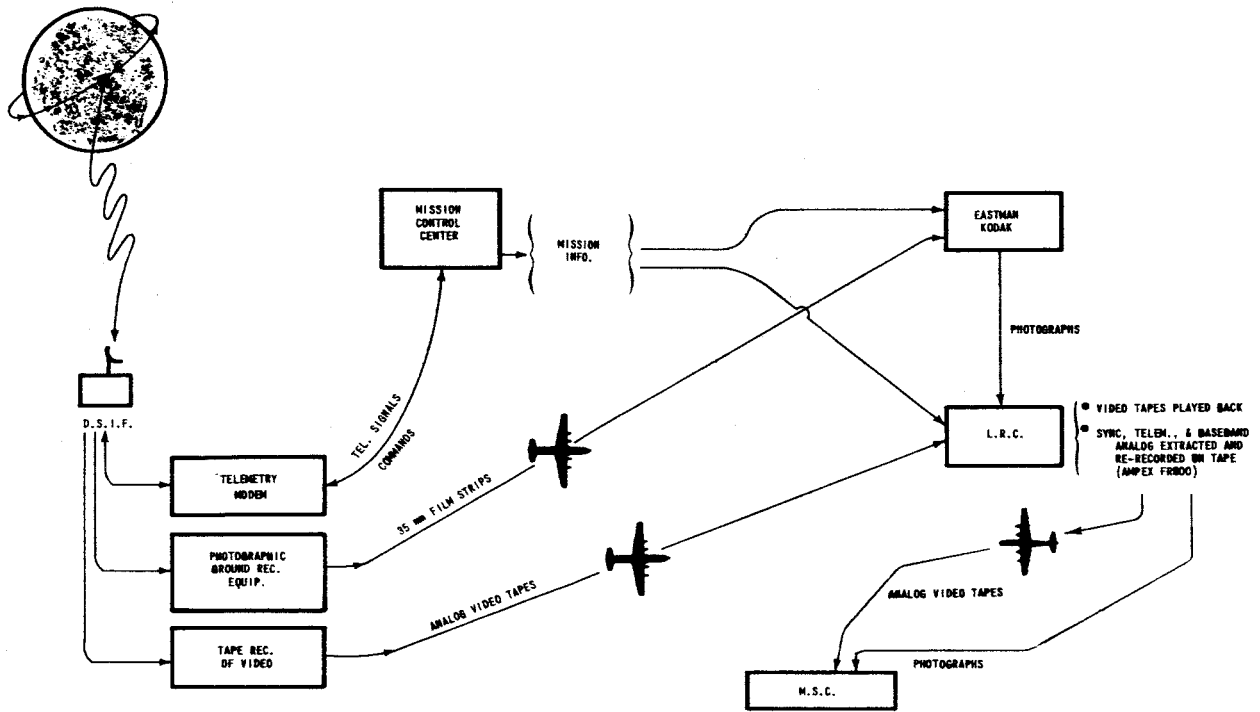 MISSION
CONTROL
CENTER
MISSION
INFO.
EASTMAN
KODAK
PHOTOGRAPHS
D.S.I.F.
TEL. SIGNALS
COMMANDS
L.R.C.
• VIDEO TAPES PLAYED BACK
• SYNC, TELEM., & BASEBAND
ANALOG EXTRACTED AND
RE-RECORDED ON TAPE
(AMPEX FR800)
TELEMETRY
MODEM
35 mm FILM STRIPS
PHOTOGRAPHIC
GROUND REC.
EQUIP.
ANALOG VIDEO TAPES
TAPE REC.
OF VIDEO
ANALOG VIDEO TAPES
PHOTOGRAPHS
M.S.C.